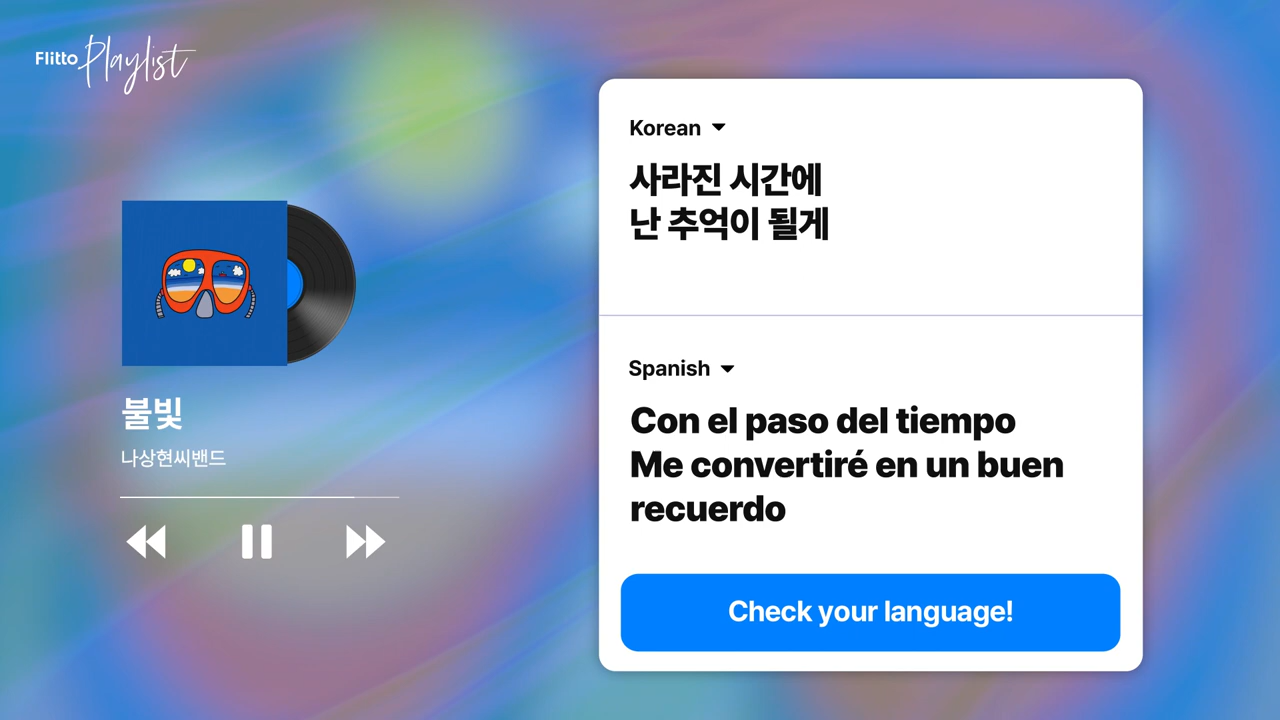 Flitto Playlist
불빛
나상현씨밴드
Korean
사라진 시간에
난 추억이 될게
Spanish
Con el paso del tiempo
Me convertiré en un buen
recuerdo
Check your language!